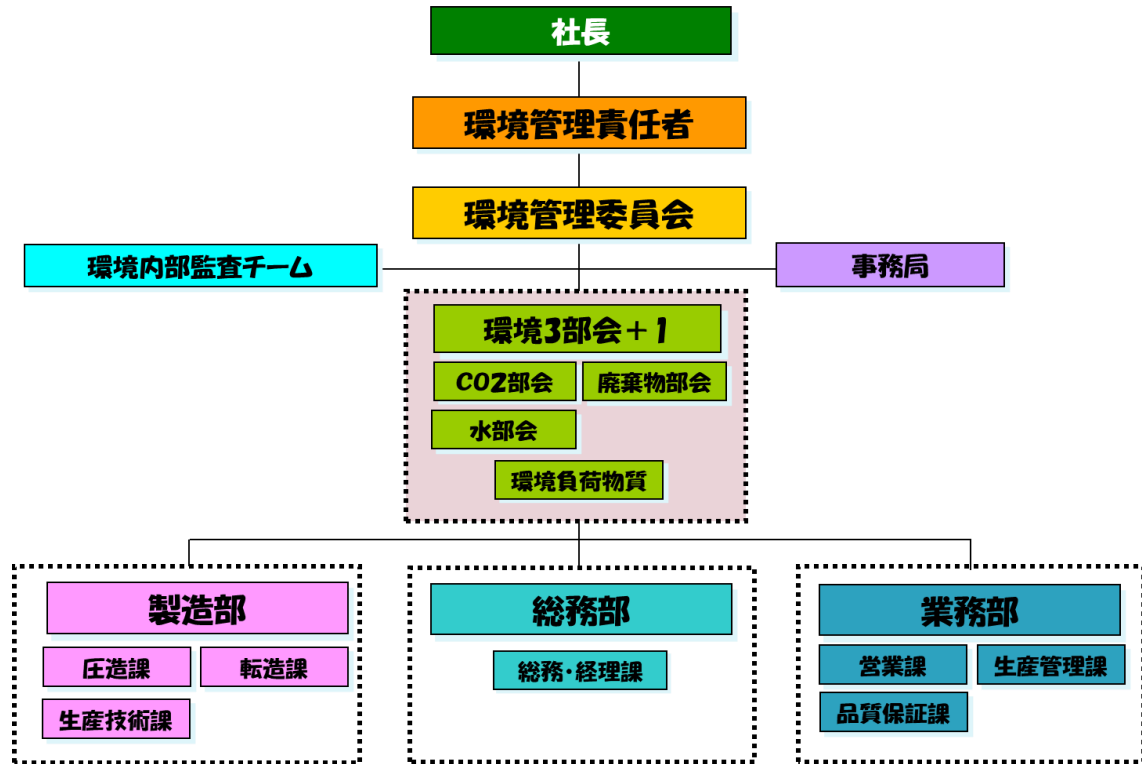 社長
環境管理責任者
環境管理委員会
環境内部監査チーム
事務局
環境3部会＋1
CO2部会
廃棄物部会
水部会
環境負荷物質
製造部
圧造課
転造課
生産技術課
総務部
総務・経理課
業務部
営業課
生産管理課
品質保証課